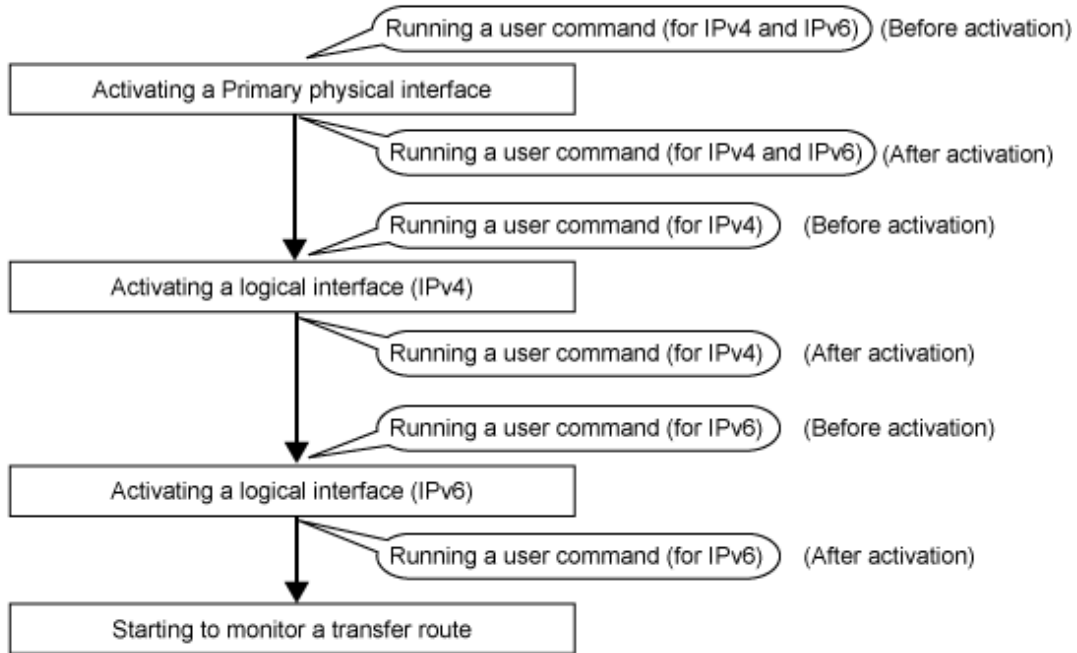 Running a user command (for IPv4 and IPv6) (Before activation)
Activating a Primary physical interface
Running a user command (for IPv4 and IPv6) (After activation)
Running a user command (for IPv4) (Before activation)
Activating a logical interface (IPv4)
Running a user command (for IPv4) (After activation)
Running a user command (for IPv6) (Before activation)
Activating a logical interface (IPv6)
Running a user command (for IPv6) (After activation)
Starting to monitor a transfer route